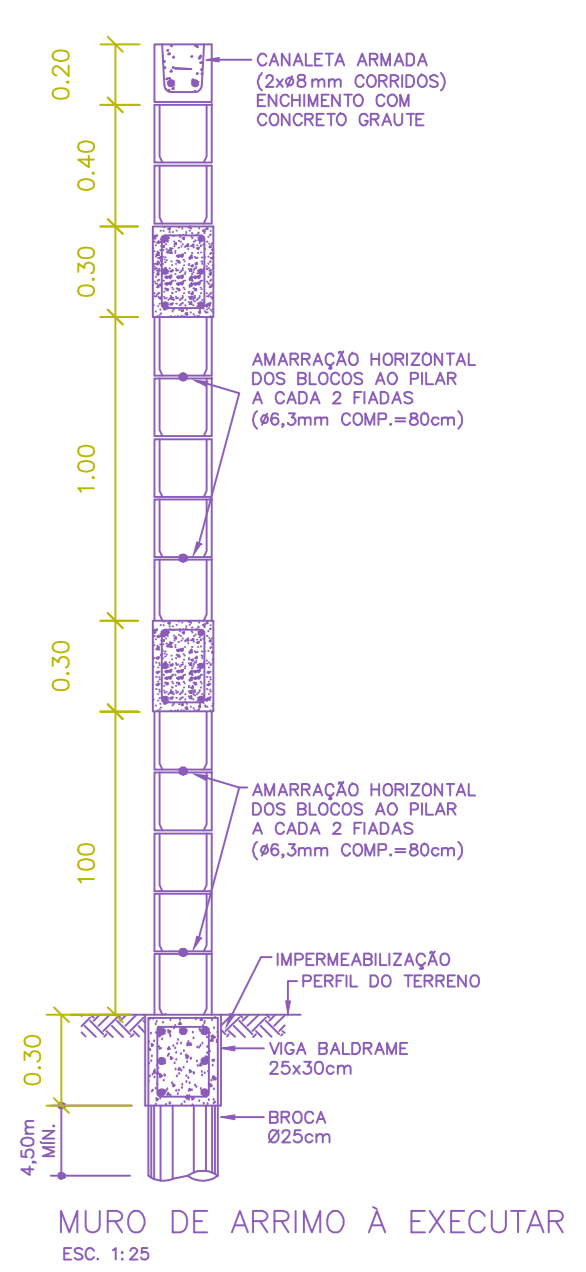 0.20
CANALETA ARMADA
(2xø8mm CORRIDOS)
ENCHIMENTO COM
CONCRETO GRAUTE
0.40
0.30
AMARRAÇÃO HORIZONTAL
DOS BLOCOS AO PILAR
A CADA 2 FIADAS
(ø6,3mm COMP.=80cm)
1.00
0.30
AMARRAÇÃO HORIZONTAL
DOS BLOCOS AO PILAR
A CADA 2 FIADAS
(ø6,3mm COMP.=80cm)
100
IMPERMEABILIZAÇÃO
PERFIL DO TERRENO
0.30
VIGA BALDRAME
25x30cm
4,50m
MÍN.
BROCA
Ø25cm
MURO DE ARRIMO À EXECUTAR
ESC. 1:25